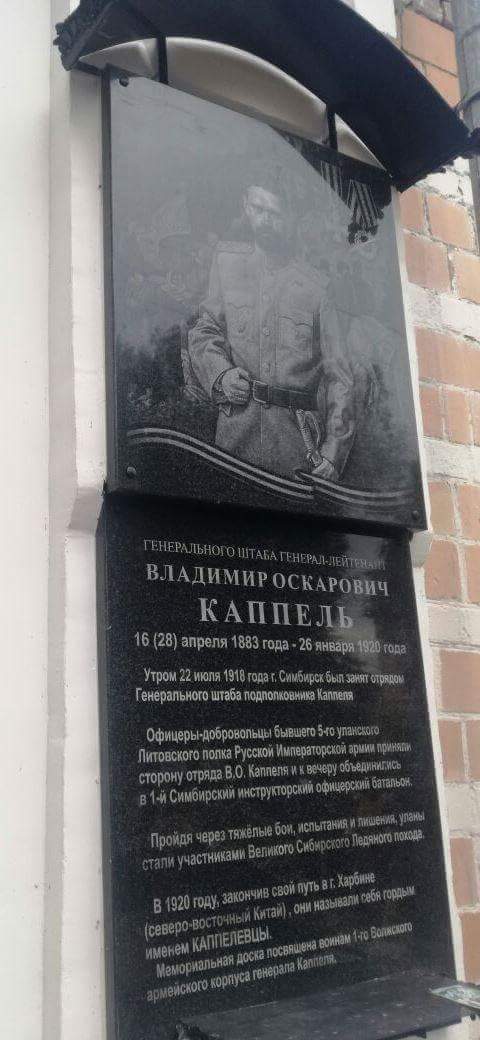 ГЕНЕРАЛЬНОГО ШТАБА ГЕНЕРАЛ-ЛЕЙТЕНАНТ
ВЛАДИМИР ОСКАРОВИЧ
КАППЕЛЬ
16 (28) апреля 1883 года - 26 января 1920 года
Утром 22 июля 1918 года г. Симбирск был занят отрядом
Генерального штаба подполковника Каппеля
Офицеры-добровольцы бывшего 5-го уланского
Литовского полка Русской Императорской армии приняли
сторону отряда В.О. Каппеля и к вечеру объединились
в 1-й Симбирский инструкторский офицерский батальон.
Пройдя через тяжёлые бои, испытания и лишения, уланы
стали участниками Великого Сибирского Ледяного похода.
В 1920 году, закончив свой путь в г. Харбине
(северо-восточный Китай) , они называли себя гордым
именем КАППЕЛЕВЦЫ.
Мемориальная доска посвящена воинам 1-го Волжского
армейского корпуса генерала Каппеля.